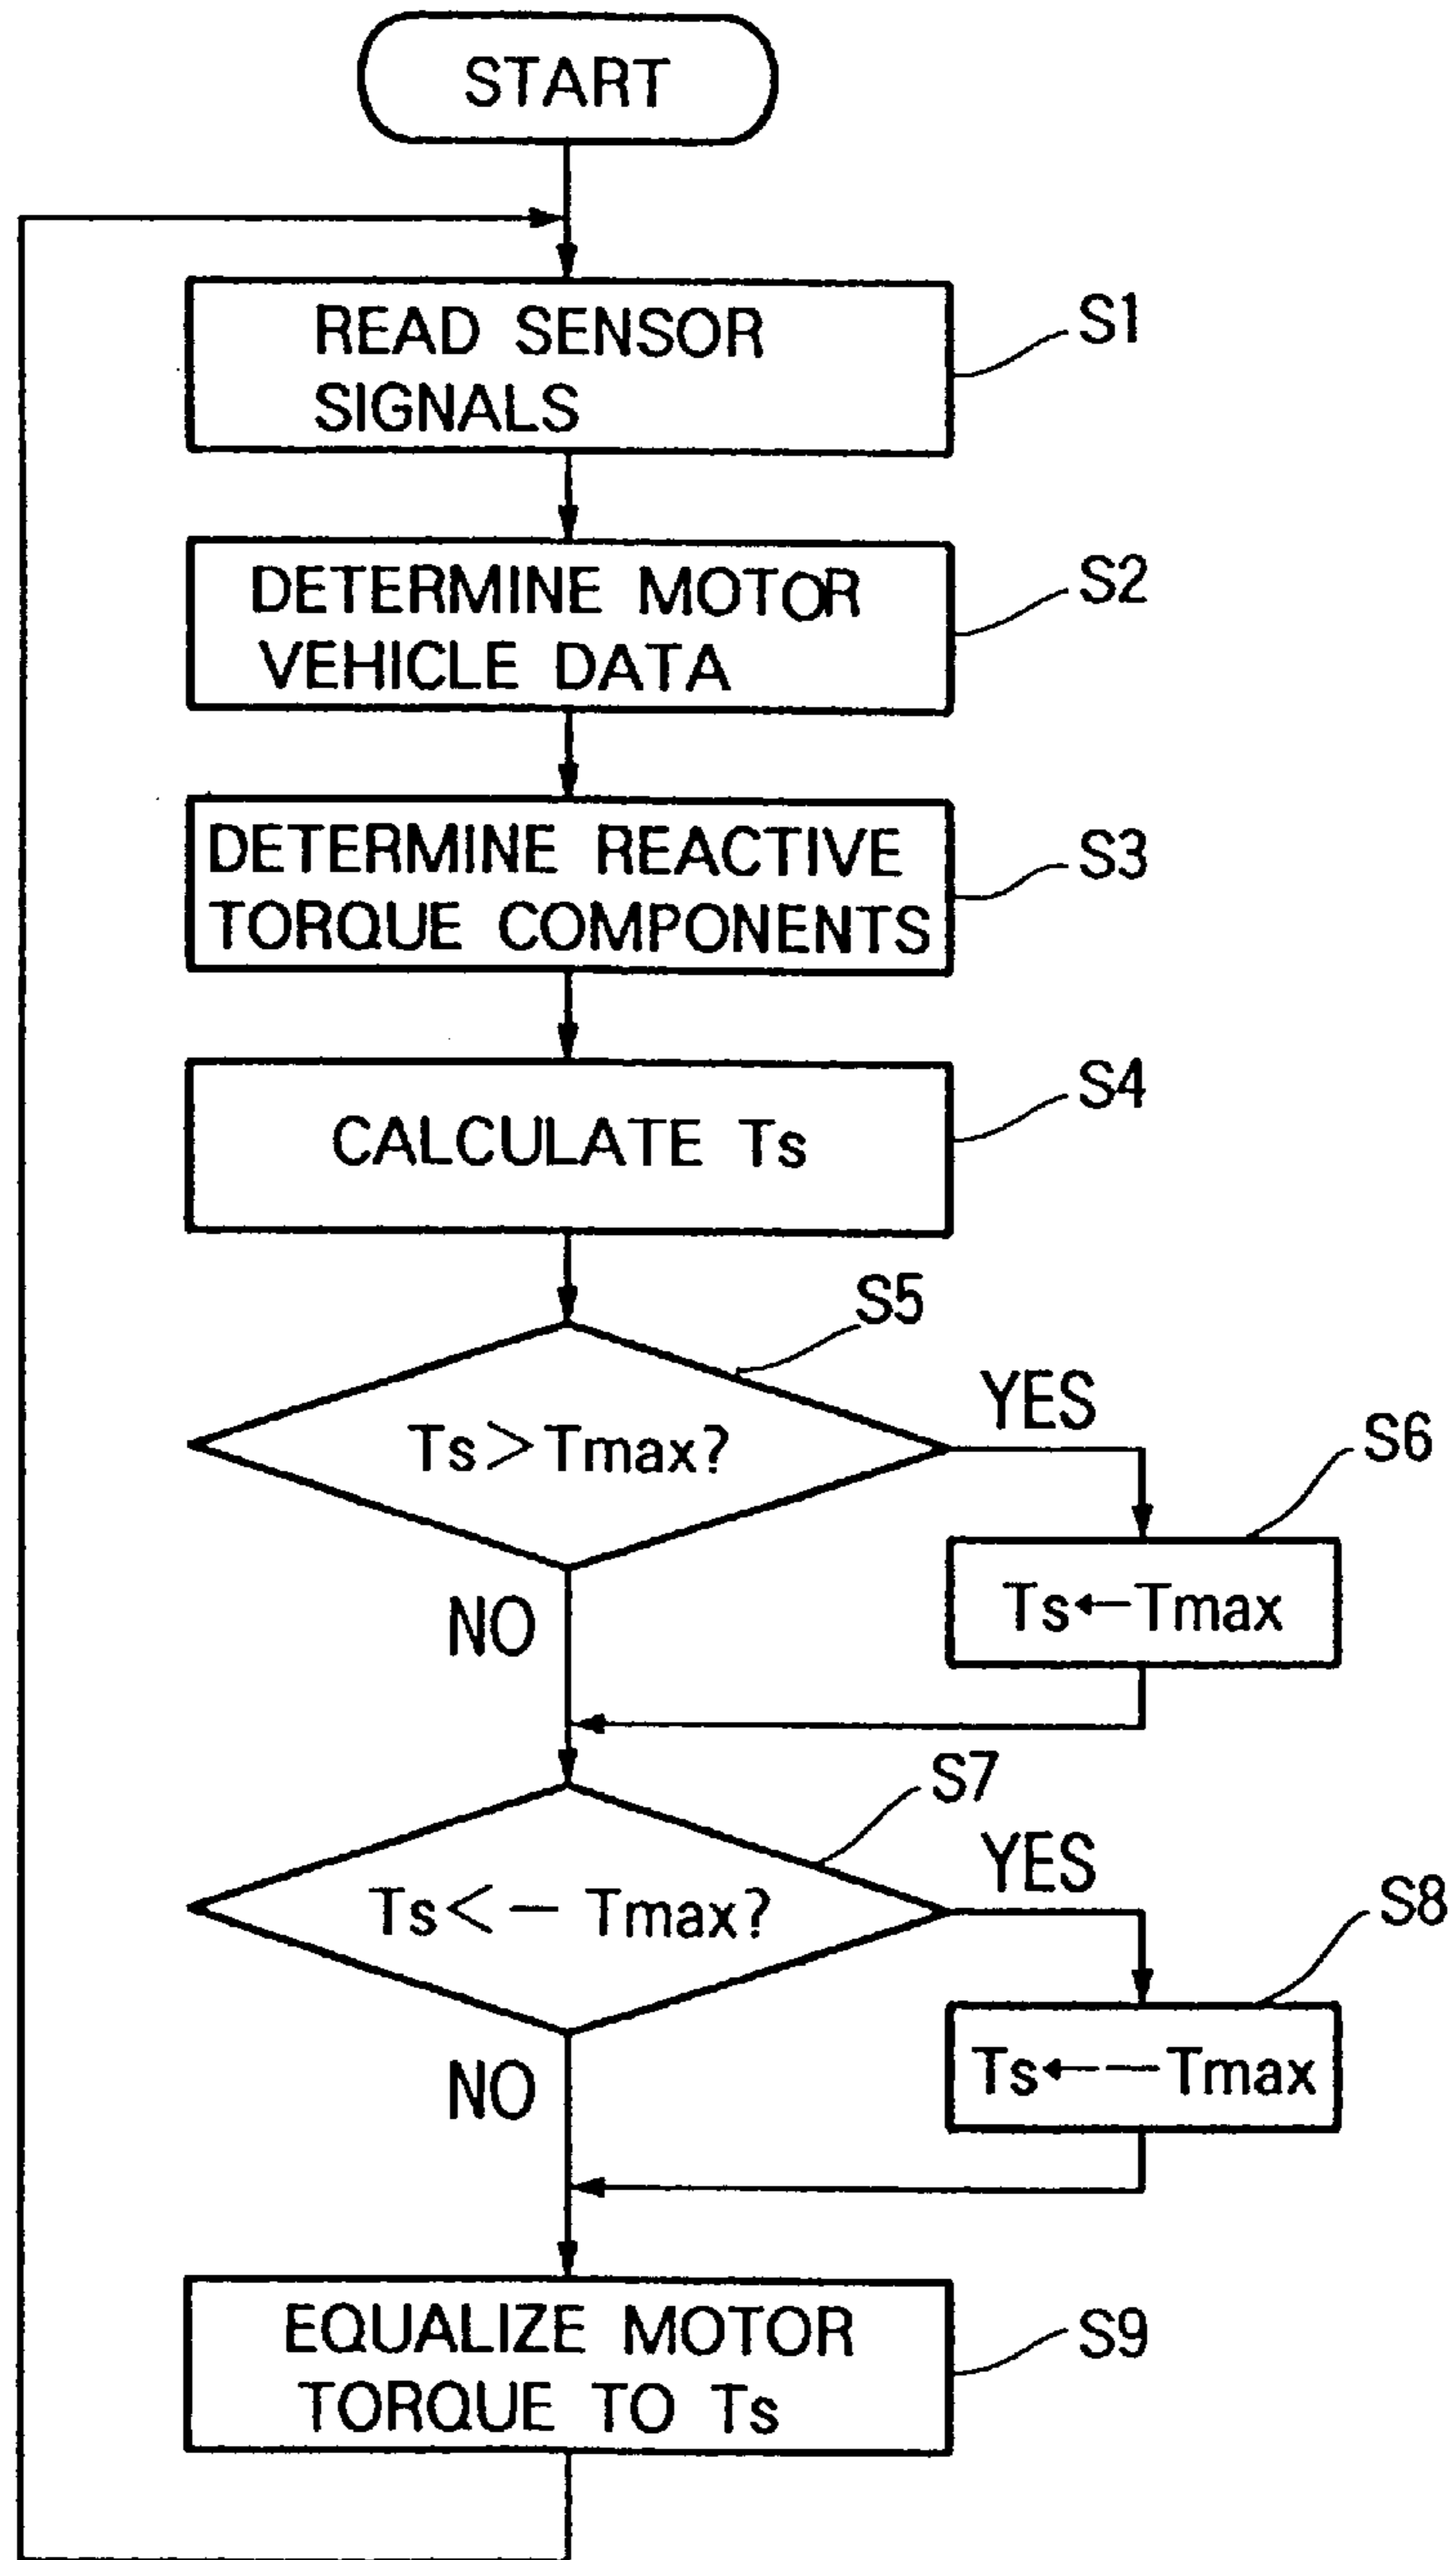 START
READ SENSOR
SIGNALS
S1
DETERMINE MOTOR
VEHICLE DATA
S2
DETERMINE REACTIVE
TORQUE COMPONENTS
S3
CALCULATE Ts
S4
S5
Ts>Tmax?
YES
S6
Ts←Tmax
NO
S7
Ts<−Tmax?
YES
S8
Ts←−Tmax
NO
EQUALIZE MOTOR
TORQUE TO Ts
S9